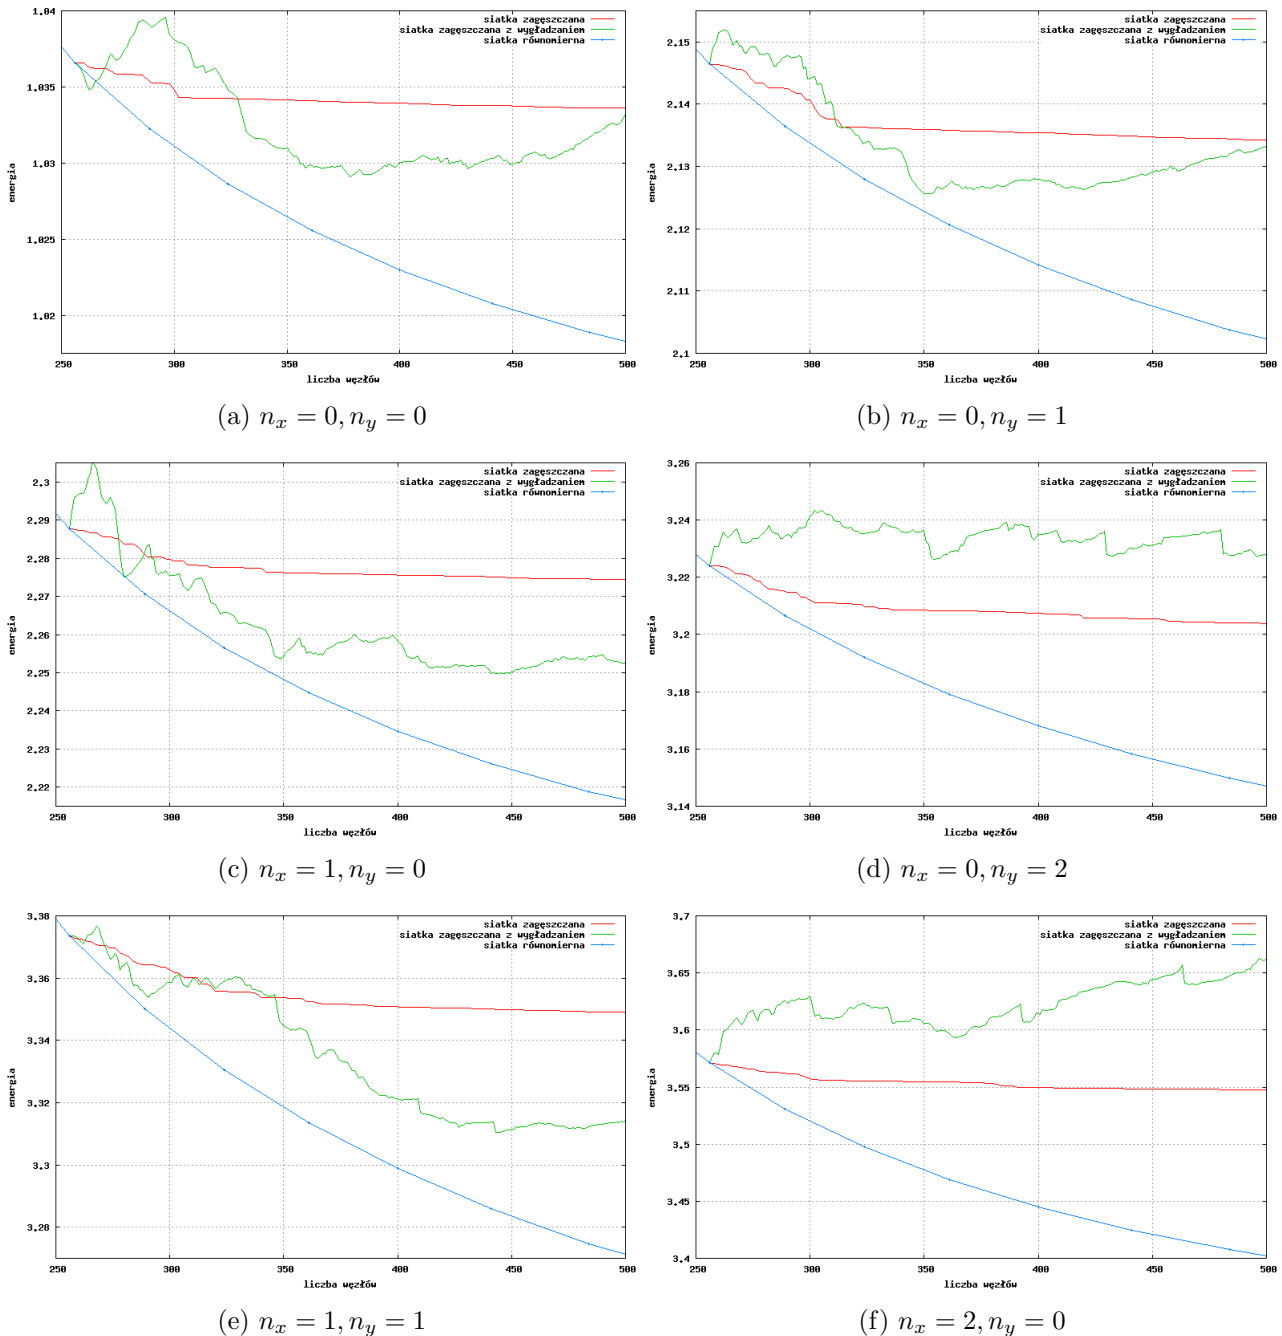 siatka zagęszczana
siatka zagęszczana z wygładzaniem
siatka równomierna
1,04
1,035
1,03
1,025
1,02
energia
250 300 350 400 450 500
liczba węzłów
(a) n_x = 0, n_y = 0
siatka zagęszczana
siatka zagęszczana z wygładzaniem
siatka równomierna
2,15
2,14
2,13
2,12
2,11
2,1
energia
250 300 350 400 450 500
liczba węzłów
(b) n_x = 0, n_y = 1
siatka zagęszczana
siatka zagęszczana z wygładzaniem
siatka równomierna
2,3
2,29
2,28
2,27
2,26
2,25
2,24
2,23
2,22
energia
250 300 350 400 450 500
liczba węzłów
(c) n_x = 1, n_y = 0
siatka zagęszczana
siatka zagęszczana z wygładzaniem
siatka równomierna
3,26
3,24
3,22
3,2
3,18
3,16
3,14
energia
250 300 350 400 450 500
liczba węzłów
(d) n_x = 0, n_y = 2
siatka zagęszczana
siatka zagęszczana z wygładzaniem
siatka równomierna
3,38
3,36
3,34
3,32
3,3
3,28
energia
250 300 350 400 450 500
liczba węzłów
(e) n_x = 1, n_y = 1
siatka zagęszczana
siatka zagęszczana z wygładzaniem
siatka równomierna
3,7
3,65
3,6
3,55
3,5
3,45
3,4
energia
250 300 350 400 450 500
liczba węzłów
(f) n_x = 2, n_y = 0